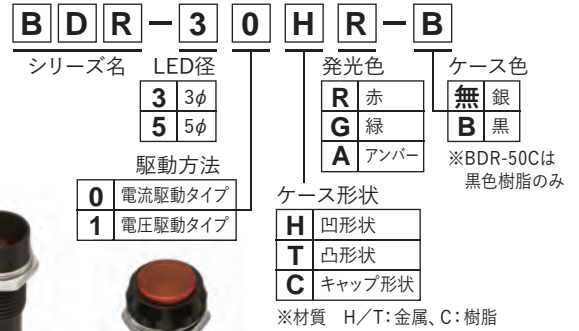 BDR-30HR-B
シリーズ名 LED径 発光色 ケース色
3 3φ
5 5φ
R 赤
G 緑
A アンバー
無 銀
B 黒
※BDR-50Cは
黒色樹脂のみ
駆動方法
0 電流駆動タイプ
1 電圧駆動タイプ
ケース形状
H 凹形状
T 凸形状
C キャップ形状
※材質 H/T:金属、C:樹脂